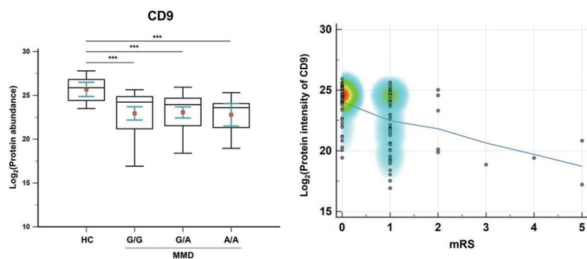 CD9
***
***
***
Log₂(Protein abundance)
30
25
20
15
10
HC
G/G
G/A
A/A
MMD
Log₂(Protein intensity of CD9)
30
25
20
15
0
1
2
3
4
5
mRS